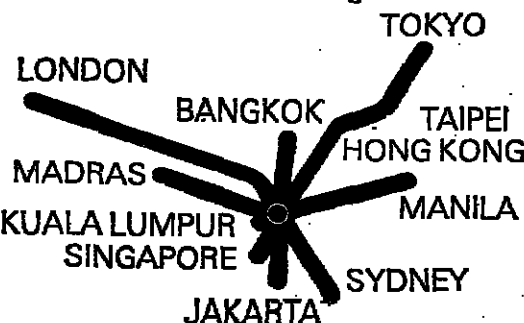 TOKYO
LONDON
BANGKOK
TAIPEI
HONG KONG
MADRAS
MANILA
KUALA LUMPUR
SINGAPORE
SYDNEY
JAKARTA